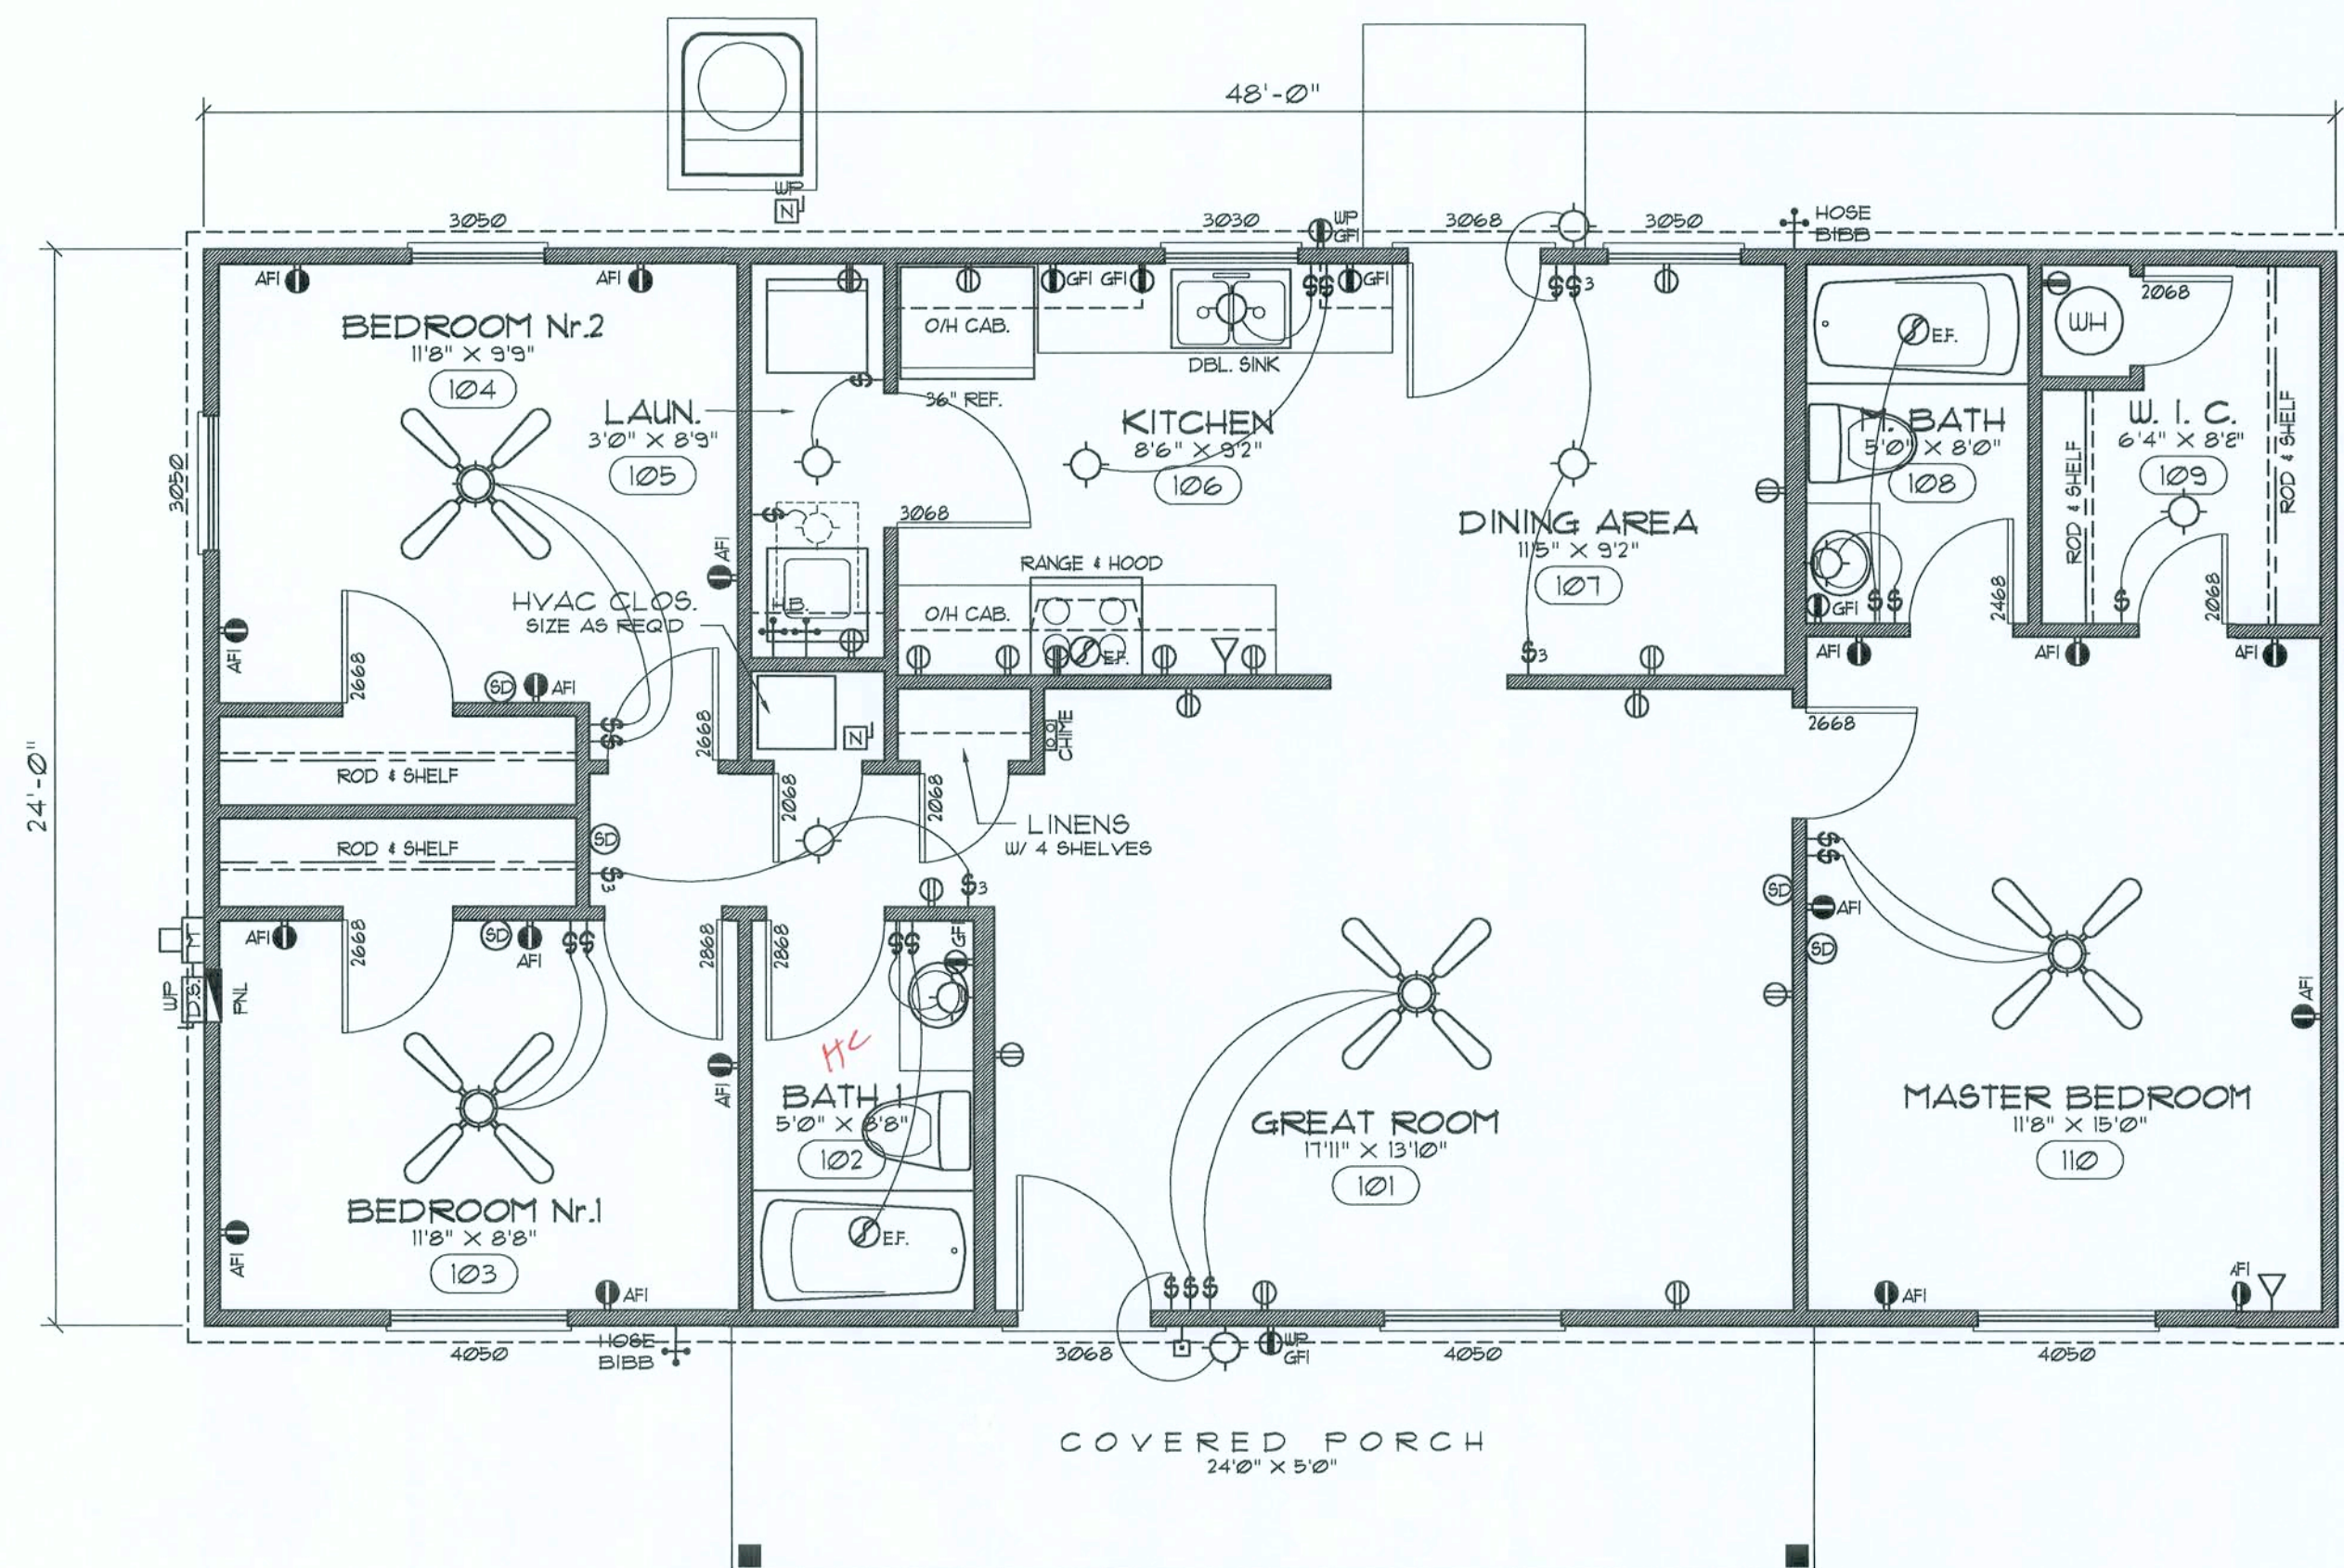 48'-0"
WP
N
3050
3030
WP
GFI
3068
3050
HOSE
BIBB
AFI
AFI
GFI
GFI
GFI
$$3
2068
BEDROOM Nr.2
11'8" X 9'9"
104
O/H CAB.
DBL. SINK
E.F.
WH
LAUN.
3'0" X 8'9"
105
36" REF.
KITCHEN
8'6" X 9'2"
106
M. BATH
5'0" X 8'0"
108
W. I. C.
6'4" X 8'8"
109
ROD & SHELF
ROD & SHELF
3050
3068
DINING AREA
11'5" X 9'2"
107
AFI
RANGE & HOOD
HVAC CLOS.
SIZE AS REQ'D
H.B.
O/H CAB.
E.F.
$3
GFI
2468
2068
AFI
AFI
AFI
AFI
2668
SD
AFI
2668
CHIME
2668
N
24'-0"
ROD & SHELF
2068
2068
LINENS
W/ 4 SHELVES
ROD & SHELF
SD
$3
$3
SD
AFI
SD
M
AFI
2668
SD
AFI
2868
2868
GFI
WP
D.S.
PNL
AFI
HC
AFI
BATH 1
5'0" X 8'8"
102
GREAT ROOM
17'11" X 13'10"
101
MASTER BEDROOM
11'8" X 15'0"
110
BEDROOM Nr.1
11'8" X 8'8"
103
AFI
E.F.
AFI
$$$
AFI
AFI
4050
HOSE
BIBB
3068
WP
GFI
4050
4050
COVERED PORCH
24'0" X 5'0"